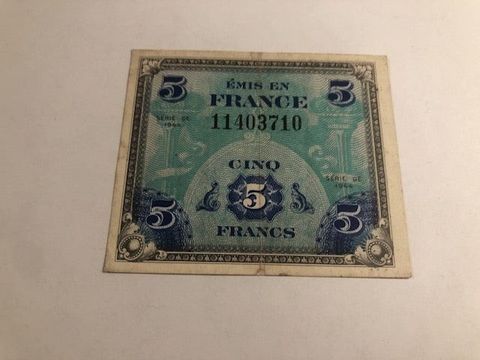 5 ÉMIS EN 5
FRANCE
11403710
SÉRIE DE
1944
CINQ
SÉRIE DE
1944
5
5 5
FRANCS